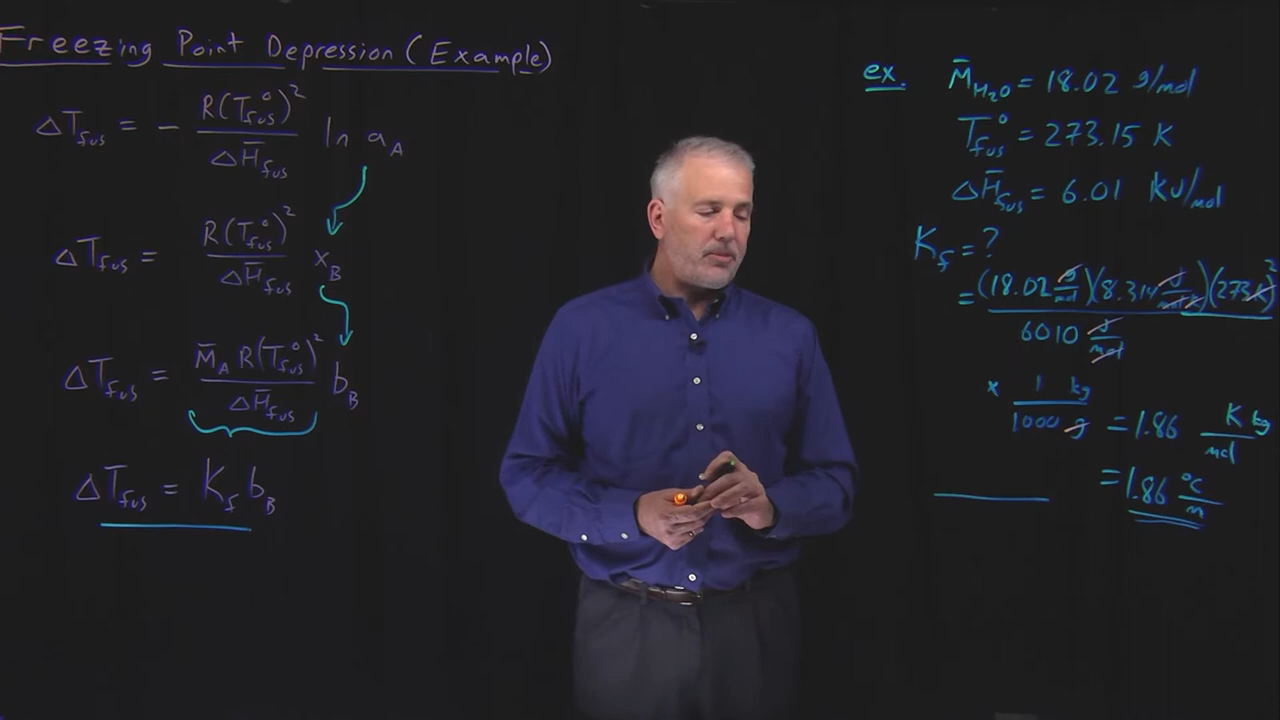 Freezing Point Depression (Example)
ΔT_fus = - R(T°_fus)² / ΔH̄_fus ln a_A
ΔT_fus = R(T°_fus)² / ΔH̄_fus x_B
ΔT_fus = M̄_A R(T°_fus)² / ΔH̄_fus b_B
ΔT_fus = K_f b_B
ex. M̄_H₂O = 18.02 g/mol
T°_fus = 273.15 K
ΔH̄_fus = 6.01 kJ/mol
K_f = ?
= (18.02 g/mol)(8.314 J/mol K)(273 K)² / 6010 J/mol
x 1 kg / 1000 g = 1.86 K kg / mol
= 1.86 °C/m